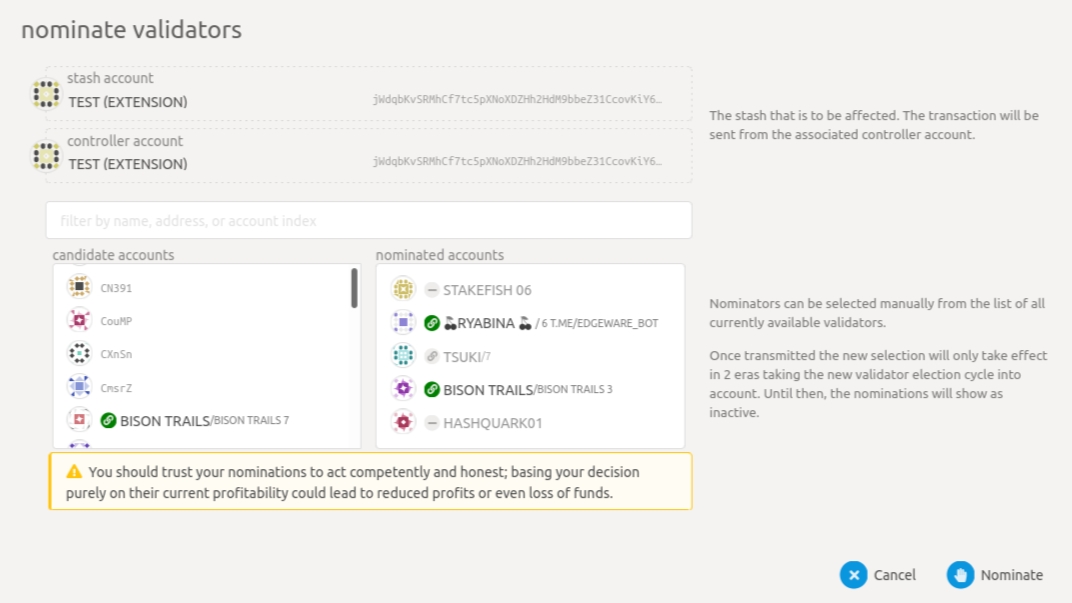 nominate validators
stash account
TEST (EXTENSION)
jWdqbKvSRMhCf7tc5pXNoXDZHh2HdM9bbeZ31CcovKiY6…
The stash that is to be affected. The transaction will be
sent from the associated controller account.
controller account
TEST (EXTENSION)
jWdqbKvSRMhCf7tc5pXNoXDZHh2HdM9bbeZ31CcovKiY6…
filter by name, address, or account index
candidate accounts
CN391
CouMP
CXnSn
CmsrZ
BISON TRAILS/BISON TRAILS 7
nominated accounts
STAKEFISH 06
🍒RYABINA 🍒 / 6 T.ME/EDGEWARE_BOT
TSUKI/7
BISON TRAILS/BISON TRAILS 3
HASHQUARK01
Nominators can be selected manually from the list of all
currently available validators.
Once transmitted the new selection will only take effect
in 2 eras taking the new validator election cycle into
account. Until then, the nominations will show as
inactive.
You should trust your nominations to act competently and honest; basing your decision
purely on their current profitability could lead to reduced profits or even loss of funds.
Cancel
Nominate